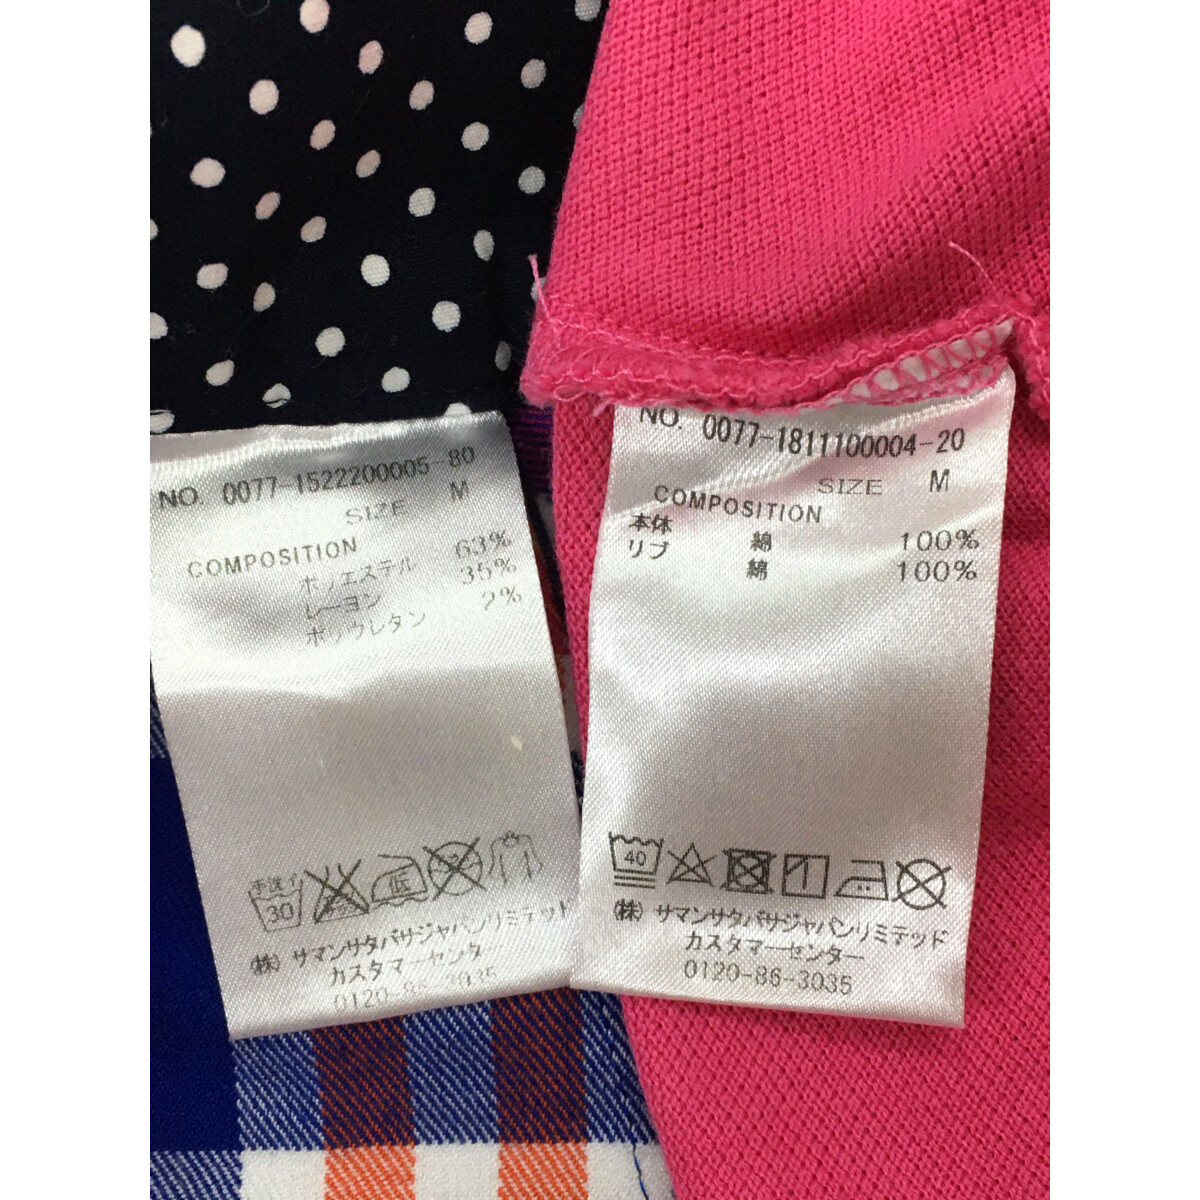 NO. 0077-1522200005-80
SIZE M
COMPOSITION
ポリエステル 63%
レーヨン 35%
ポリウレタン 2%
手洗イ
30
低
(株) サマンサタバサジャパンリミテッド
カスタマーセンター
0120-86-3035
NO. 0077-1811100004-20
SIZE M
COMPOSITION
本体 綿 100%
リブ 綿 100%
40
(株) サマンサタバサジャパンリミテッド
カスタマーセンター
0120-86-3035